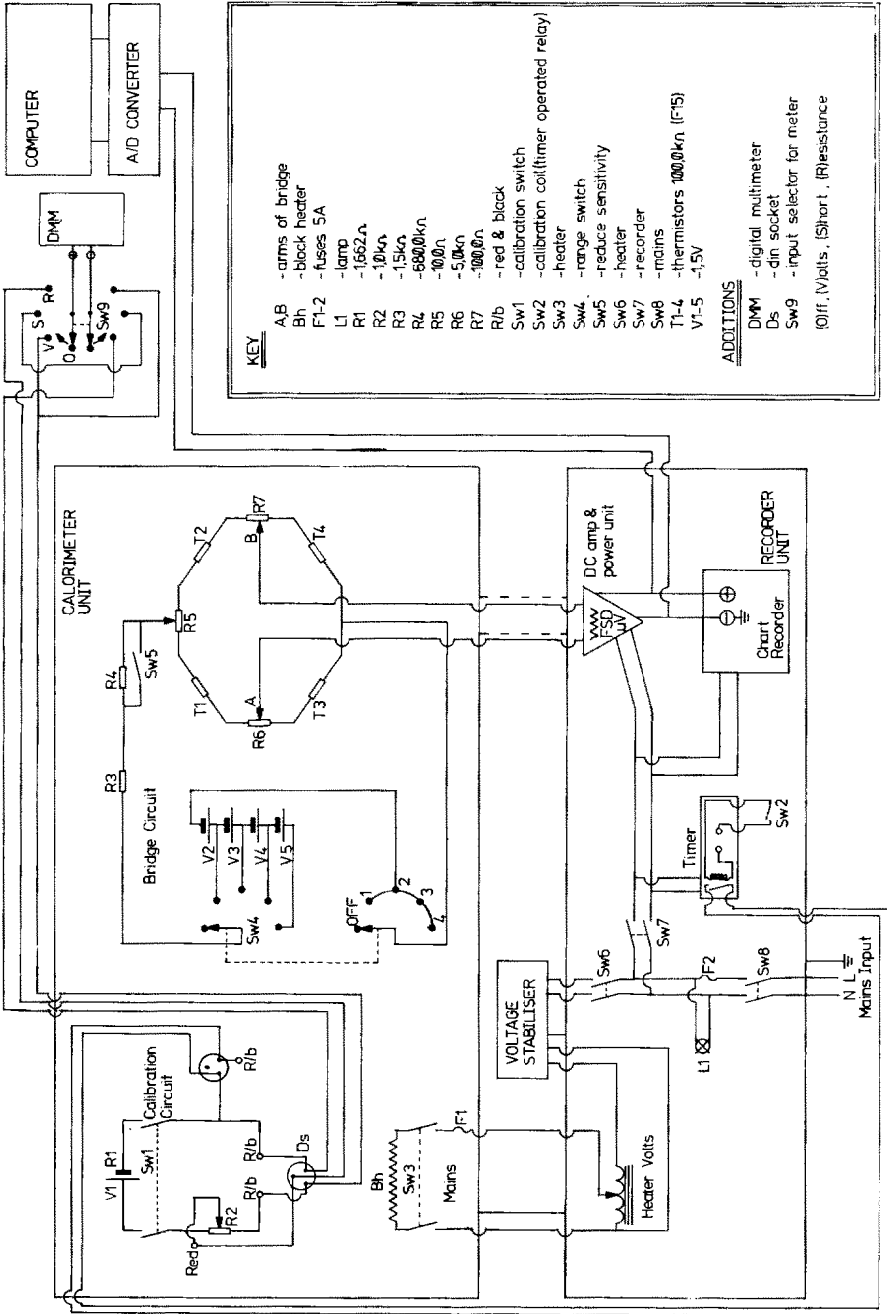 COMPUTER
A/D CONVERTER
DMM
R
S
V
O
Sw9
CALORIMETER
UNIT
R4
R3
Sw5
R5
T1
T2
R6
A
B
R7
T3
T4
Bridge Circuit
V2
V3
V4
V5
Sw4
OFF
1
2
3
4
V1
R1
Sw1
Calibration
Circuit
R/b
R/b
R/b
Red
R2
Ds
Bh
Sw3
Mains
F1
DC amp &
power unit
FSD
μV
RECORDER
UNIT
Chart
Recorder
Timer
Sw2
Sw7
VOLTAGE
STABILISER
Sw6
F2
Sw8
L1
N L
Mains Input
Heater Volts
KEY
A,B - arms of bridge
Bh - block heater
F1-2 - fuses 5A
L1 - lamp
R1 - 1,662Ω
R2 - 1,0kΩ
R3 - 1,5kΩ
R4 - 680,0kΩ
R5 - 10,0Ω
R6 - 5,0kΩ
R7 - 100,0Ω
R/b - red & black
Sw1 - calibration switch
Sw2 - calibration coil(timer operated relay)
Sw3 - heater
Sw4 - range switch
Sw5 - reduce sensitivity
Sw6 - heater
Sw7 - recorder
Sw8 - mains
T1-4 - thermistors 100,0kΩ (F15)
V1-5 - 1,5V
ADDITIONS
DMM - digital multimeter
Ds - din socket
Sw9 - input selector for meter
(O)ff, (V)olts, (S)hort, (R)esistance